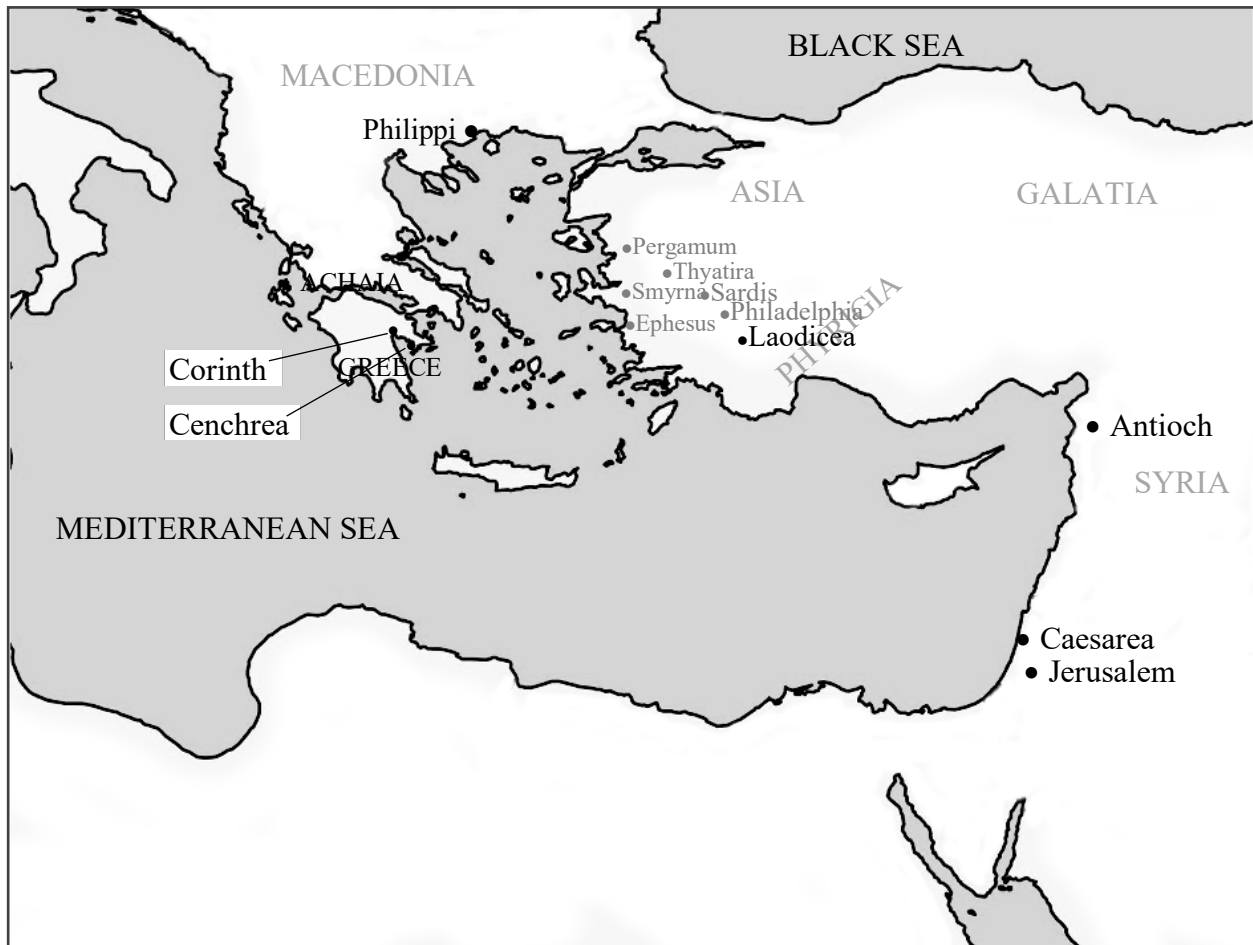 BLACK SEA
MACEDONIA
Philippi
ASIA
GALATIA
Pergamum
Thyatira
ACHAIA
Smyrna
Sardis
Philadelphia
PHYRIGIA
Ephesus
Laodicea
Corinth
GREECE
Cenchrea
Antioch
SYRIA
MEDITERRANEAN SEA
Caesarea
Jerusalem